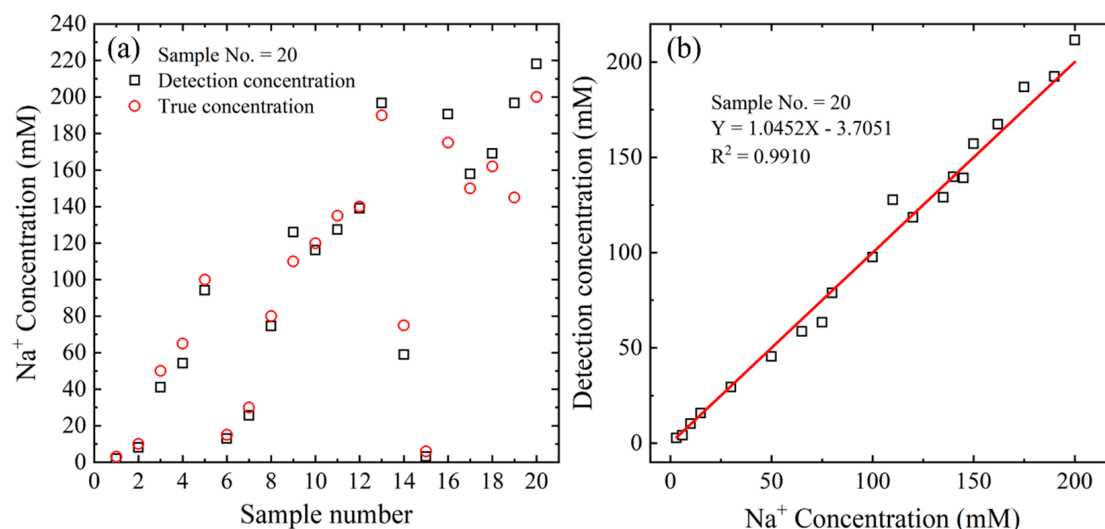 (a)
Sample No. = 20
Detection concentration
True concentration
Na⁺ Concentration (mM)
240
220
200
180
160
140
120
100
80
60
40
20
0
0 2 4 6 8 10 12 14 16 18 20
Sample number
(b)
Sample No. = 20
Y = 1.0452X - 3.7051
R² = 0.9910
Detection concentration (mM)
200
150
100
50
0
0 50 100 150 200
Na⁺ Concentration (mM)